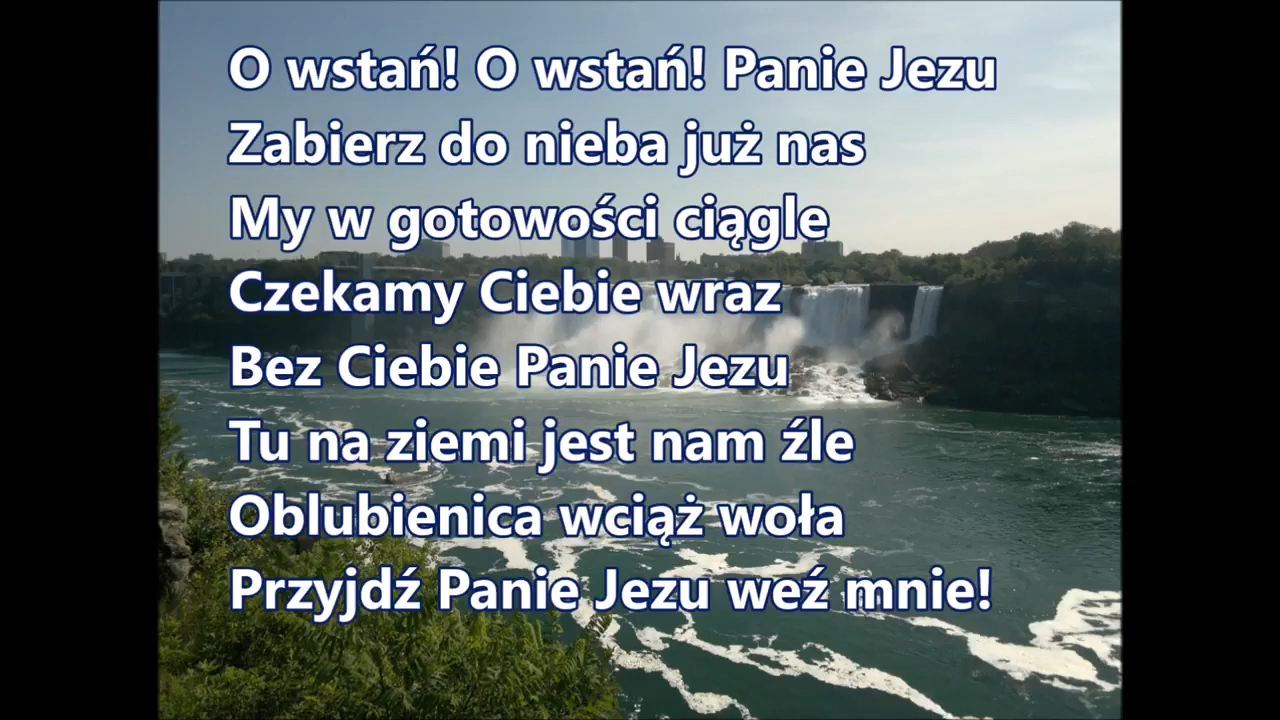 O wstań! O wstań! Panie Jezu
Zabierz do nieba już nas
My w gotowości ciągle
Czekamy Ciebie wraz
Bez Ciebie Panie Jezu
Tu na ziemi jest nam źle
Oblubienica wciąż woła
Przyjdź Panie Jezu weź mnie!